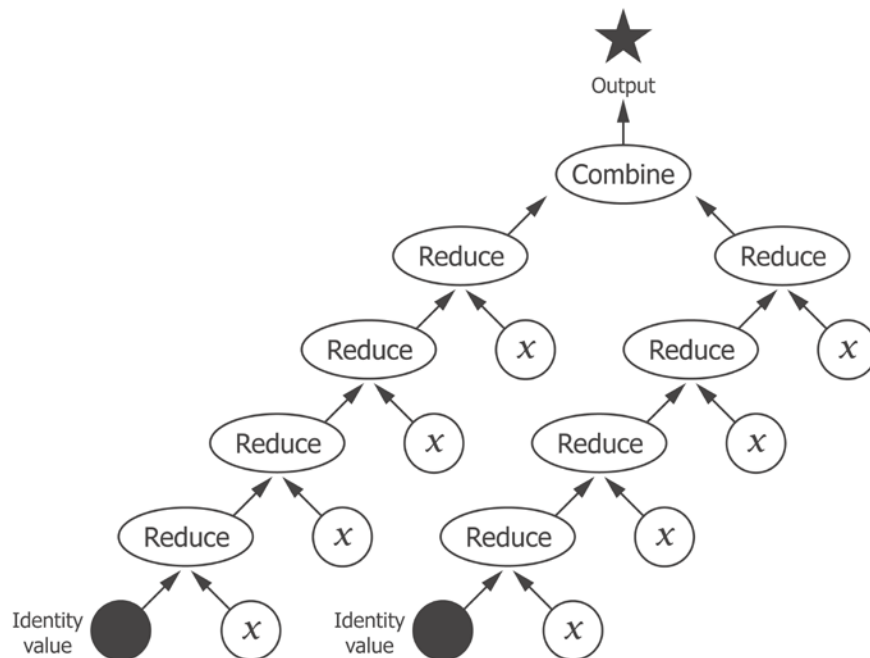 Output
Combine
Reduce
Reduce
Reduce
x
Reduce
x
Reduce
x
Reduce
x
Reduce
x
Reduce
x
Identity
value
x
Identity
value
x